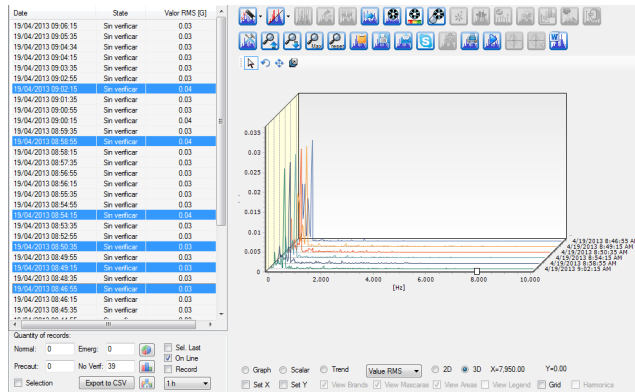 Date State Valor RMS [G]
19/04/2013 09:06:15 Sin verificar 0.03
19/04/2013 09:05:35 Sin verificar 0.03
19/04/2013 09:04:34 Sin verificar 0.03
19/04/2013 09:04:15 Sin verificar 0.03
19/04/2013 09:03:35 Sin verificar 0.03
19/04/2013 09:02:55 Sin verificar 0.03
19/04/2013 09:02:15 Sin verificar 0.04
19/04/2013 09:01:35 Sin verificar 0.03
19/04/2013 09:00:55 Sin verificar 0.03
19/04/2013 09:00:15 Sin verificar 0.04
19/04/2013 08:59:35 Sin verificar 0.03
19/04/2013 08:58:55 Sin verificar 0.04
19/04/2013 08:58:15 Sin verificar 0.03
19/04/2013 08:57:35 Sin verificar 0.03
19/04/2013 08:56:55 Sin verificar 0.03
19/04/2013 08:56:15 Sin verificar 0.03
19/04/2013 08:55:35 Sin verificar 0.03
19/04/2013 08:54:55 Sin verificar 0.03
19/04/2013 08:54:15 Sin verificar 0.04
19/04/2013 08:53:35 Sin verificar 0.03
19/04/2013 08:52:55 Sin verificar 0.03
19/04/2013 08:50:35 Sin verificar 0.03
19/04/2013 08:49:55 Sin verificar 0.03
19/04/2013 08:49:15 Sin verificar 0.03
19/04/2013 08:48:35 Sin verificar 0.03
19/04/2013 08:46:55 Sin verificar 0.03
19/04/2013 08:46:15 Sin verificar 0.03
19/04/2013 08:45:35 Sin verificar 0.03
Quantity of records:
Normal: 0 Emerg: 0 Sel. Last
On Line
Record
Precaut: 0 No Verif: 39
Selection Export to CSV 1 h
0.035
0.03
0.025
0.02
0.015
0.01
0.005
0
0 2.000 4.000 6.000 8.000 10.000
[Hz]
4/19/2013 8:46:55 AM
4/19/2013 8:49:15 AM
4/19/2013 8:50:35 AM
4/19/2013 8:54:15 AM
4/19/2013 8:58:55 AM
4/19/2013 9:02:15 AM
Graph Scalar Trend Value RMS 2D 3D X=7,950.00 Y=0.00
Set X Set Y View Brands View Mascaras View Areas View Legend Grid Harmonics